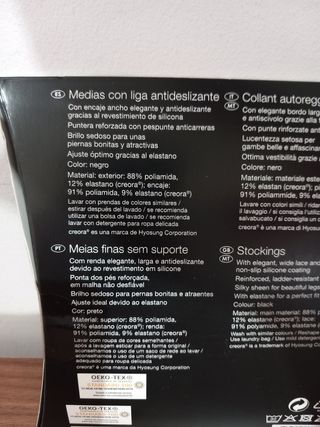 ES Medias con liga antideslizante
Con encaje ancho elegante y antideslizante
gracias al revestimiento de silicona
Puntera reforzada con pespunte anticarreras
Brillo sedoso para unas
piernas bonitas y atractivas
Ajuste óptimo gracias al elastano
Color: negro
Material: exterior: 88% poliamida,
12% elastano (creora®); encaje:
91% poliamida, 9% elastano (creora®)
Lavar con prendas de colores similares /
estirar después del lavado / se recomienda
utilizar una bolsa de lavado / se recomienda
lavar con detergente para ropa delicada
creora® es una marca de Hyosung Corporation
PT Meias finas sem suporte
Com renda elegante, larga e antideslizante
devido ao revestimento em silicone
Ponta dos pés reforçada,
em malha não desfiável
Brilho sedoso para pernas bonitas e atraentes
Ajuste ideal devido ao elastano
Cor: preto
Material: superior: 88% poliamida,
12% elastano (creora®); renda:
91% poliamida, 9% elastano (creora®)
Lavar com roupa de cores semelhantes /
após a lavagem esticar para a forma original /
aconselhamos o uso de um saco de rede ao lavar /
aconselhamos o uso de um detergente
adequado para roupa delicada
creora® é uma marca da Hyosung Corporation
OEKO-TEX®
OEKO-TEX®
IT
MT Collant autoregg
Con elegante bordo larg
e antiscivolo grazie alla
Con punte rinforzate anti
Lucentezza setosa per
gambe belle e affascinan
Ottima vestibilità grazie
Colore: nero
Materiale: materiale este
12% elastan (creora®); p
91% poliammide, 9% elast
Lavare con colori simili / ridare
il lavaggio / si consiglia di utiliz
salvabucato / si consiglia un det
creora® è un marchio di Hyosung C
GB
MT Stockings
With elegant, wide lace and
non-slip silicone coating
Reinforced, ladder-resistant
Silky sheen for beautiful legs
With elastane for a perfect fit
Colour: black
Material: main material: 88% p
12% elastane (creora®); lace:
91% polyamide, 9% elastane (c
Wash with similar colours / Reshape
Use laundry bag / Use mild detergent
creora® is a trademark of Hyosung Corp